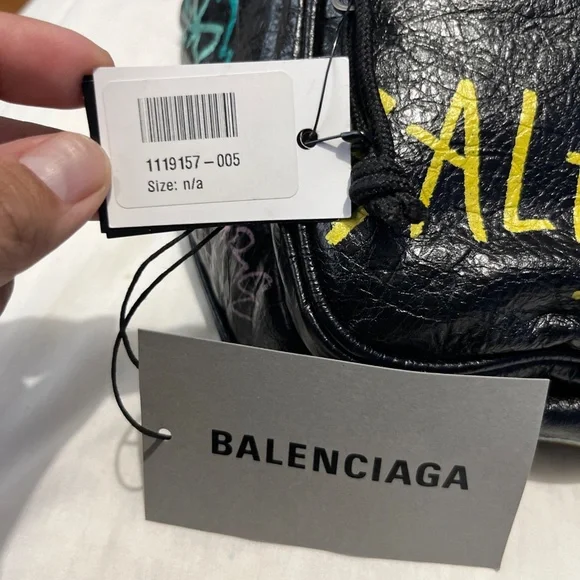 1119157-005
Size: n/a
BALENCIAGA